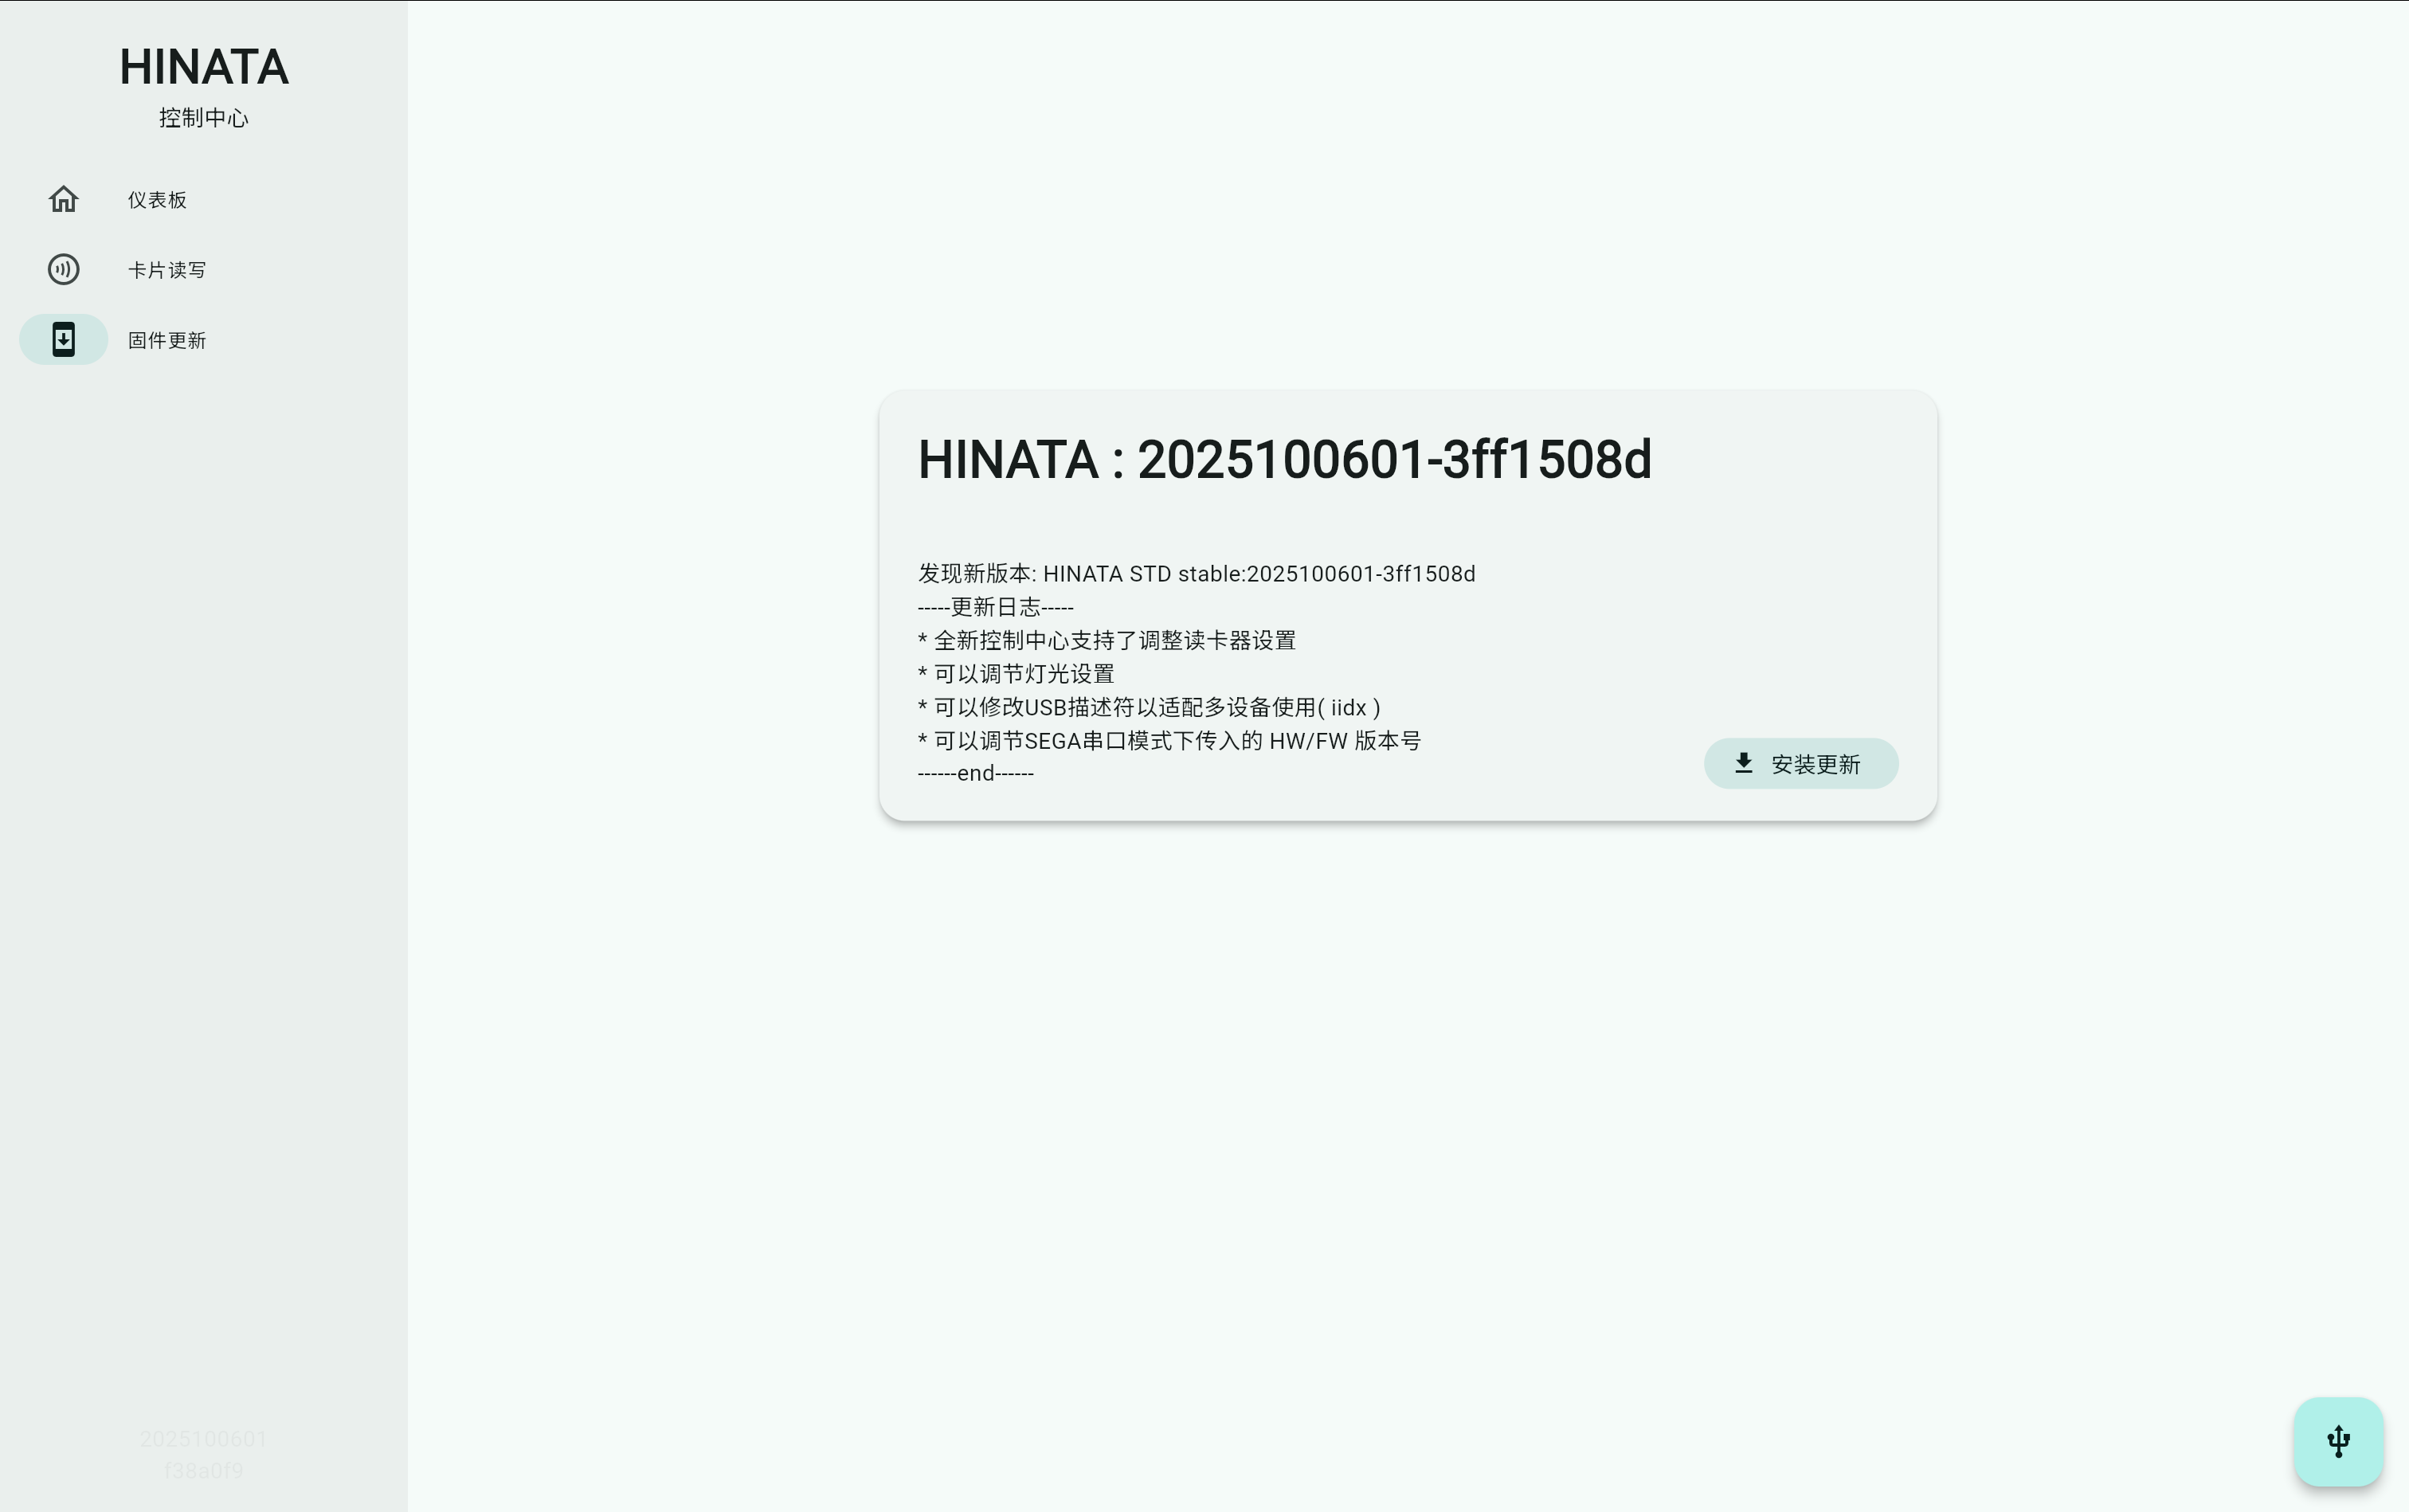 HINATA
控制中心
仪表板
卡片读写
固件更新
HINATA : 2025100601-3ff1508d
发现新版本: HINATA STD stable:2025100601-3ff1508d
-----更新日志-----
* 全新控制中心支持了调整读卡器设置
* 可以调节灯光设置
* 可以修改USB描述符以适配多设备使用( iidx )
* 可以调节SEGA串口模式下传入的 HW/FW 版本号
------end------
安装更新
2025100601
f38a0f9